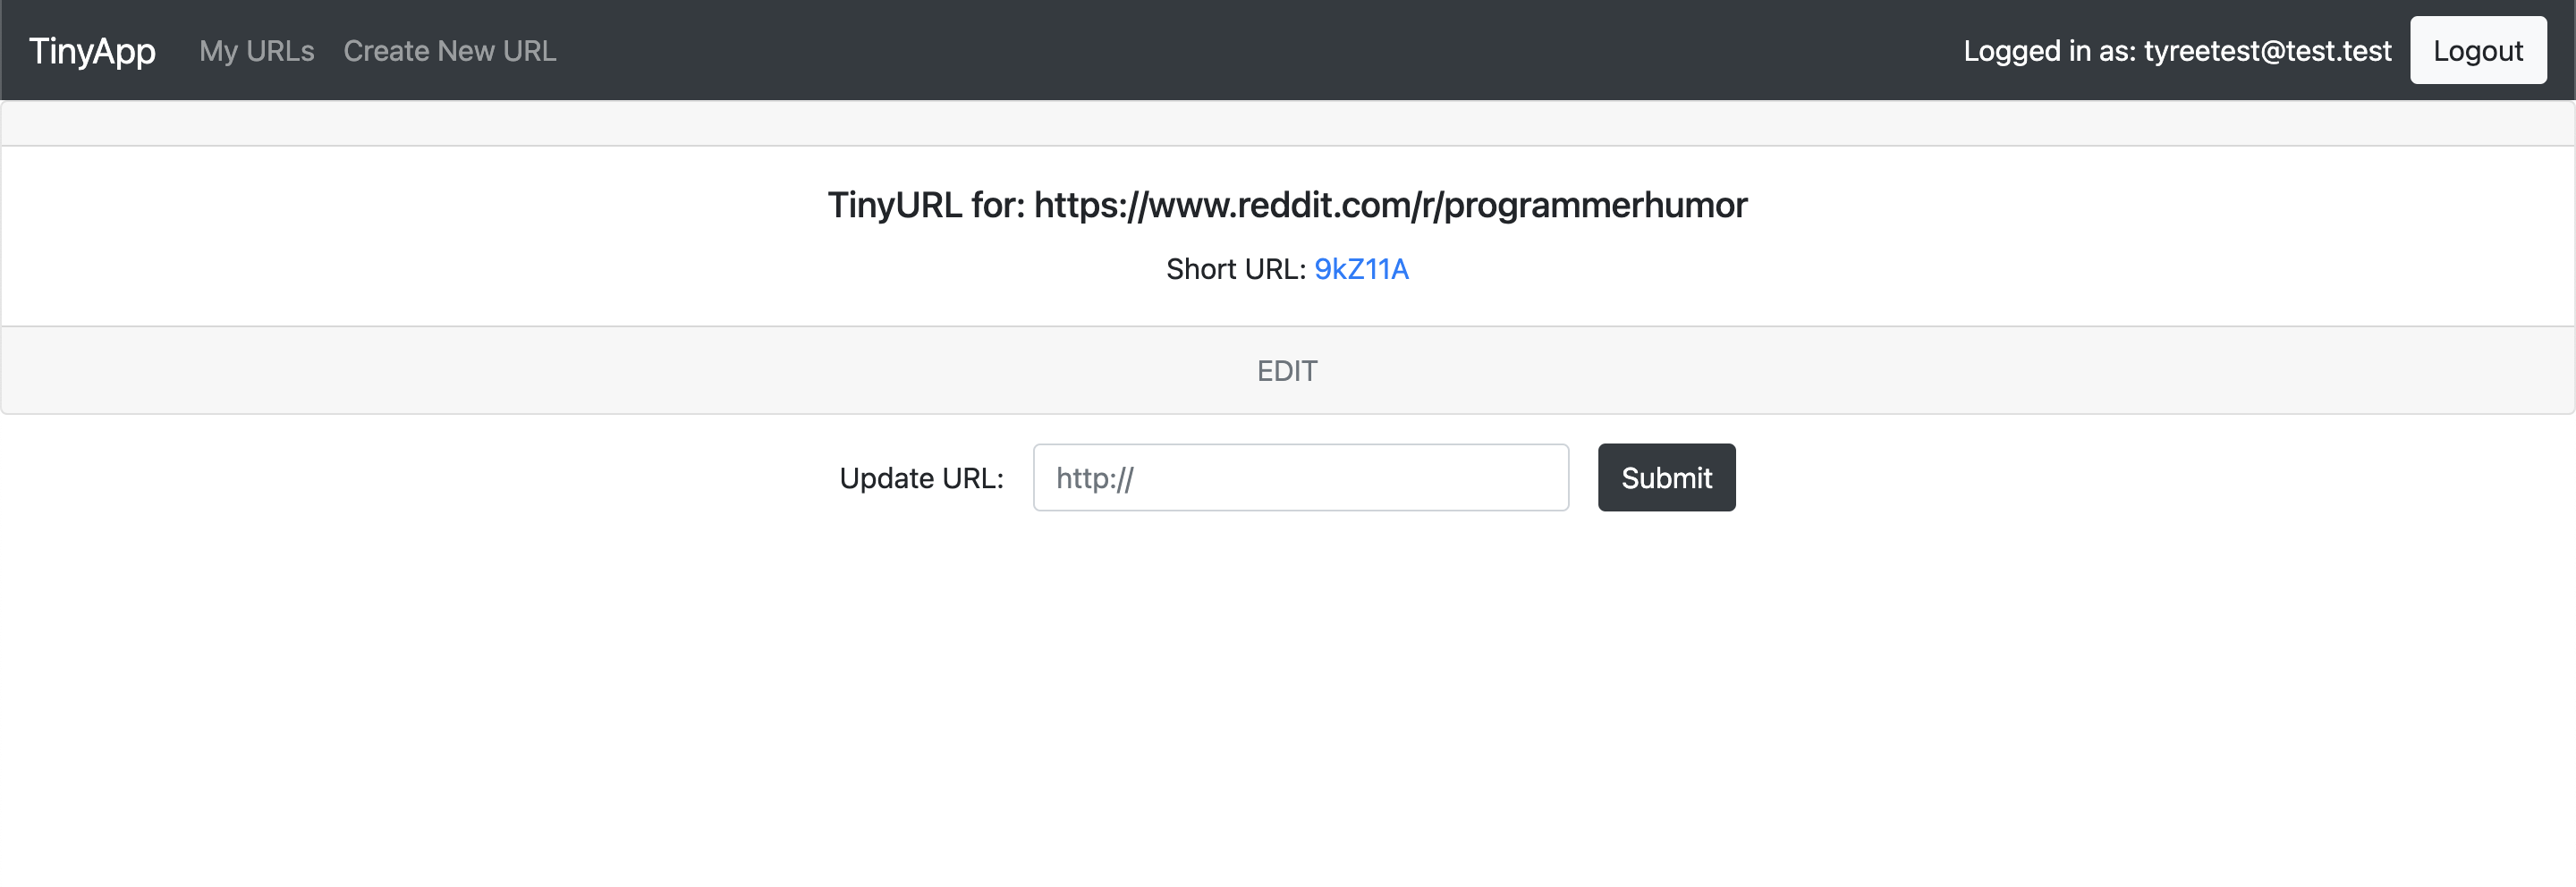 TinyApp My URLs Create New URL Logged in as: tyreetest@test.test Logout
TinyURL for: https://www.reddit.com/r/programmerhumor
Short URL: 9kZ11A
EDIT
Update URL: http:// Submit